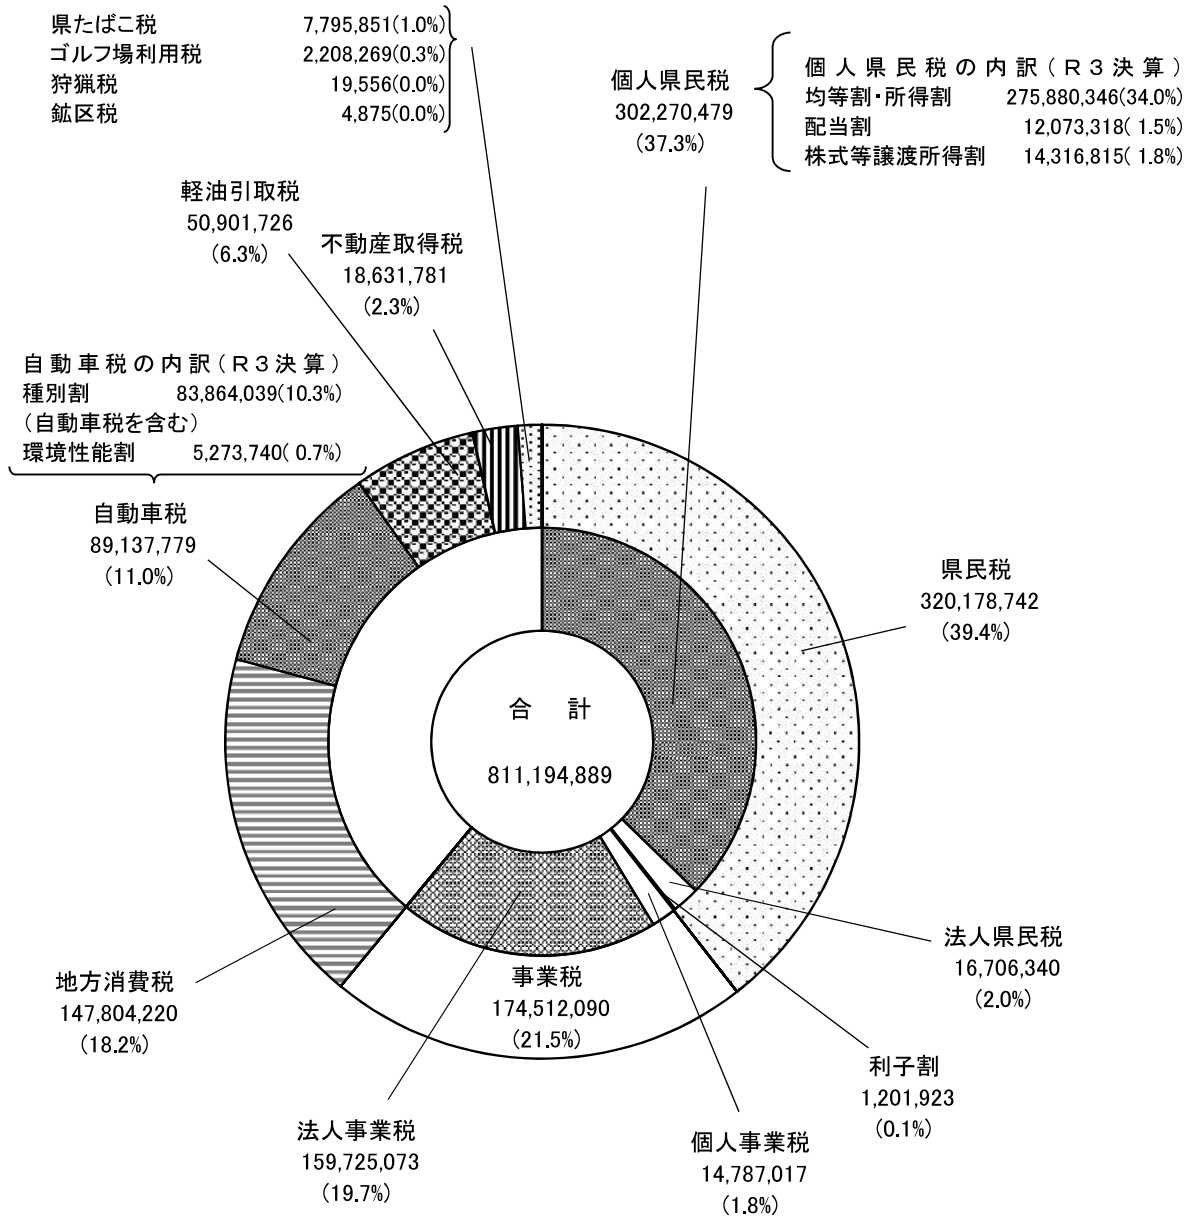 県たばこ税 7,795,851(1.0%)
ゴルフ場利用税 2,208,269(0.3%)
狩猟税 19,556(0.0%)
鉱区税 4,875(0.0%)
個人県民税
302,270,479
(37.3%)
個人県民税の内訳(R3決算)
均等割・所得割 275,880,346(34.0%)
配当割 12,073,318( 1.5%)
株式等譲渡所得割 14,316,815( 1.8%)
軽油引取税
50,901,726
(6.3%)
不動産取得税
18,631,781
(2.3%)
自動車税の内訳(R3決算)
種別割 83,864,039(10.3%)
(自動車税を含む)
環境性能割 5,273,740( 0.7%)
自動車税
89,137,779
(11.0%)
県民税
320,178,742
(39.4%)
合 計
811,194,889
法人県民税
16,706,340
(2.0%)
地方消費税
147,804,220
(18.2%)
事業税
174,512,090
(21.5%)
利子割
1,201,923
(0.1%)
法人事業税
159,725,073
(19.7%)
個人事業税
14,787,017
(1.8%)